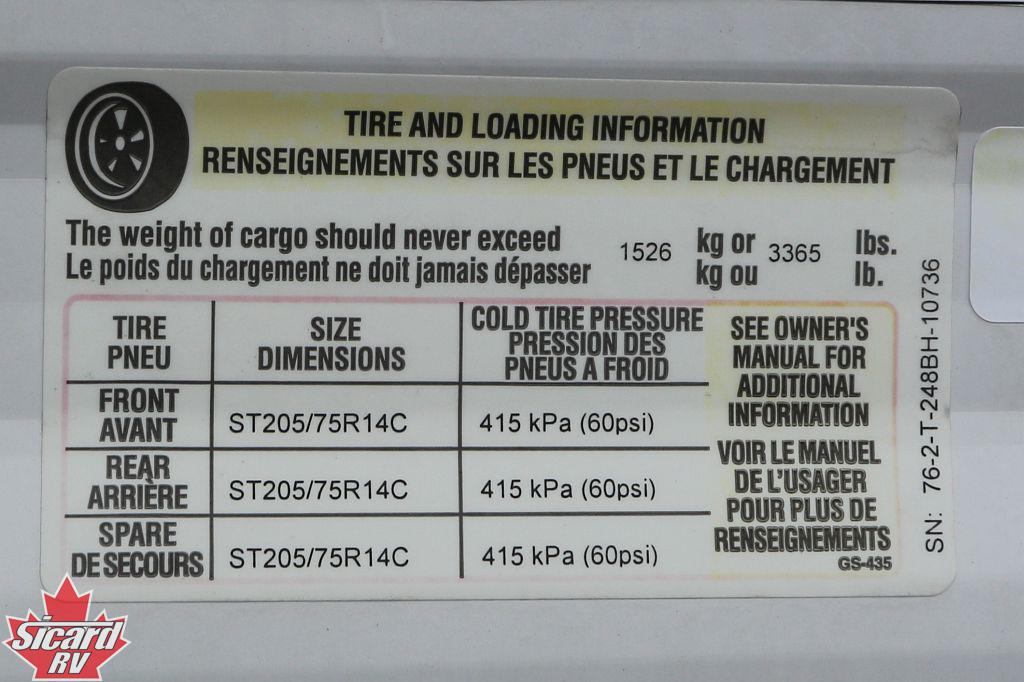 TIRE AND LOADING INFORMATION
RENSEIGNEMENTS SUR LES PNEUS ET LE CHARGEMENT
The weight of cargo should never exceed 1526 kg or 3365 lbs.
Le poids du chargement ne doit jamais dépasser kg ou lb.
TIRE
PNEU
SIZE
DIMENSIONS
COLD TIRE PRESSURE
PRESSION DES
PNEUS A FROID
FRONT
AVANT
ST205/75R14C
415 kPa (60psi)
REAR
ARRIÈRE
ST205/75R14C
415 kPa (60psi)
SPARE
DE SECOURS
ST205/75R14C
415 kPa (60psi)
SEE OWNER'S
MANUAL FOR
ADDITIONAL
INFORMATION
VOIR LE MANUEL
DE L'USAGER
POUR PLUS DE
RENSEIGNEMENTS
GS-435
SN: 76-2-T-248BH-10736
Sicard
RV